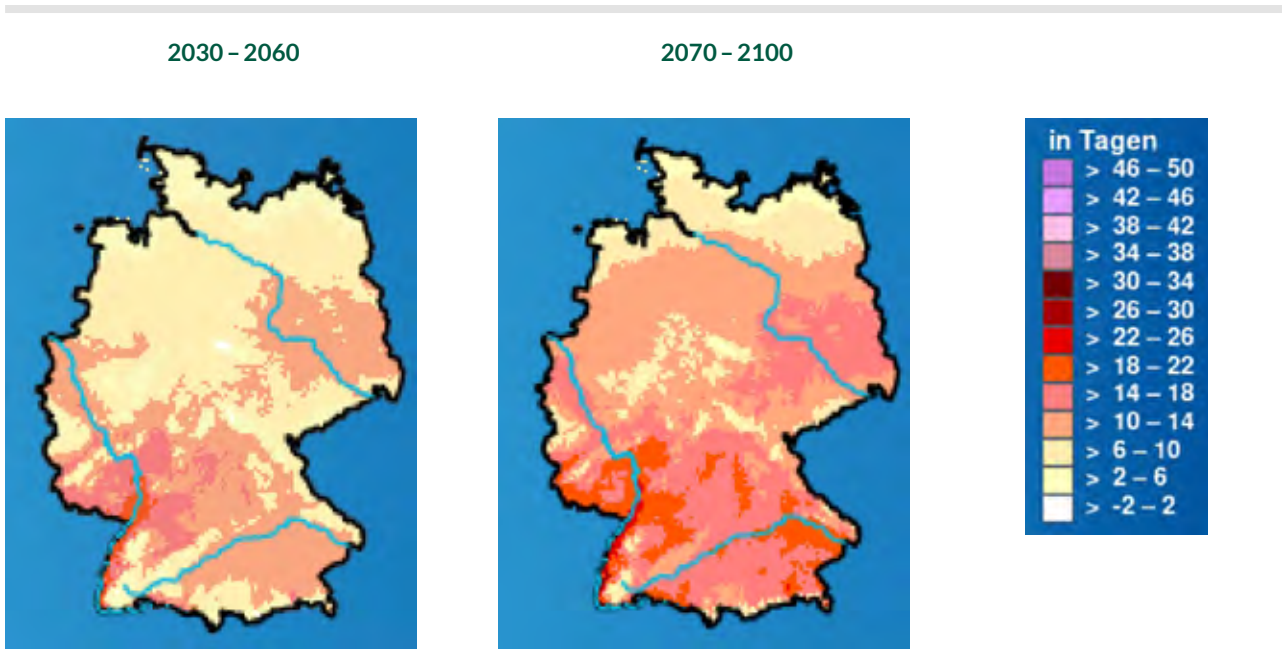 2030 – 2060
2070 – 2100
in Tagen
> 46 – 50
> 42 – 46
> 38 – 42
> 34 – 38
> 30 – 34
> 26 – 30
> 22 – 26
> 18 – 22
> 14 – 18
> 10 – 14
> 6 – 10
> 2 – 6
> -2 – 2